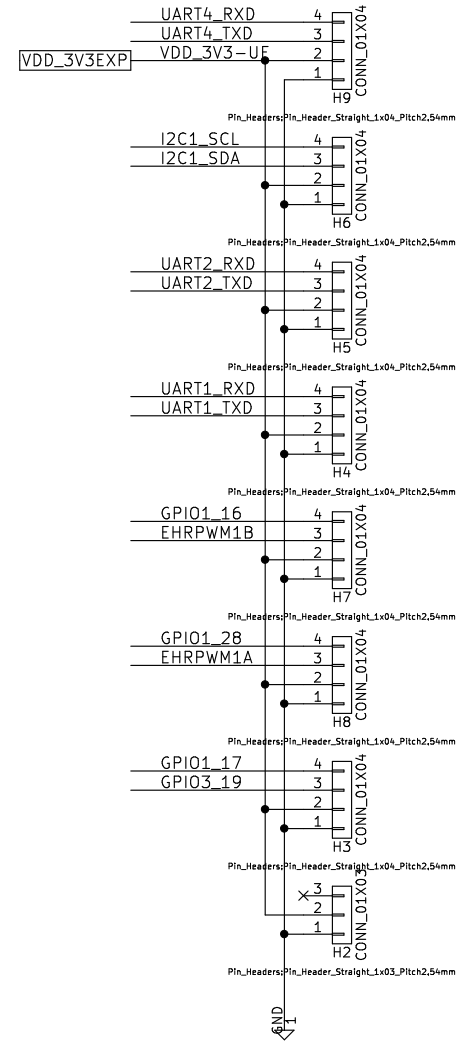 UART4_RXD 4
UART4_TXD 3
VDD_3V3EXP VDD_3V3-UE 2
1
H9 CONN_01X04
Pin_Headers:Pin_Header_Straight_1x04_Pitch2.54mm
I2C1_SCL 4
I2C1_SDA 3
2
1
H6 CONN_01X04
Pin_Headers:Pin_Header_Straight_1x04_Pitch2.54mm
UART2_RXD 4
UART2_TXD 3
2
1
H5 CONN_01X04
Pin_Headers:Pin_Header_Straight_1x04_Pitch2.54mm
UART1_RXD 4
UART1_TXD 3
2
1
H4 CONN_01X04
Pin_Headers:Pin_Header_Straight_1x04_Pitch2.54mm
GPIO1_16 4
EHRPWM1B 3
2
1
H7 CONN_01X04
Pin_Headers:Pin_Header_Straight_1x04_Pitch2.54mm
GPIO1_28 4
EHRPWM1A 3
2
1
H8 CONN_01X04
Pin_Headers:Pin_Header_Straight_1x04_Pitch2.54mm
GPIO1_17 4
GPIO3_19 3
2
1
H3 CONN_01X04
Pin_Headers:Pin_Header_Straight_1x04_Pitch2.54mm
3
2
1
H2 CONN_01X03
Pin_Headers:Pin_Header_Straight_1x03_Pitch2.54mm
GND
1